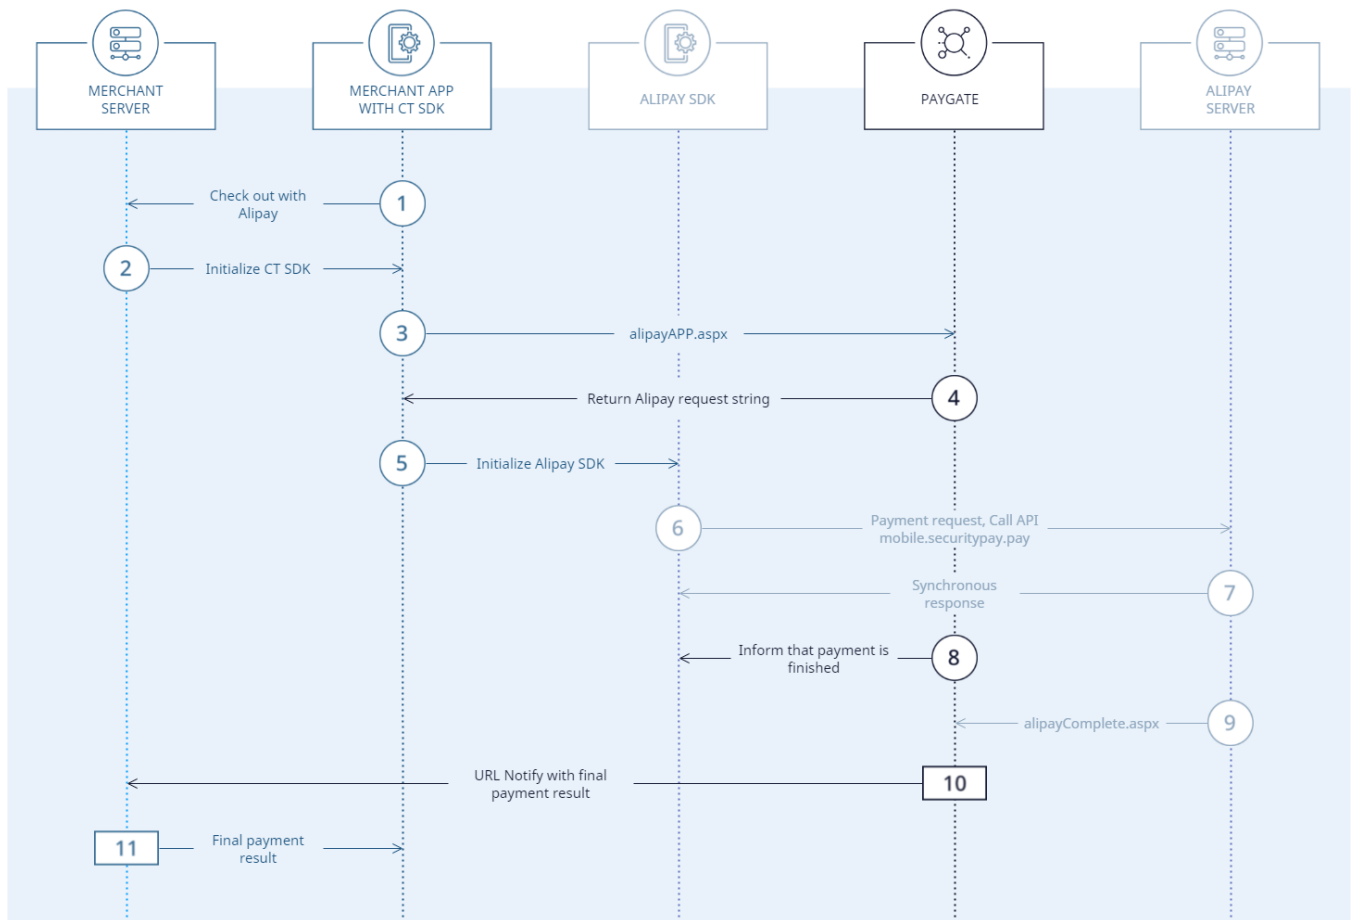 MERCHANT
SERVER
MERCHANT APP
WITH CT SDK
ALIPAY SDK
PAYGATE
ALIPAY
SERVER
Check out with
Alipay
1
2
Initialize CT SDK
3
alipayAPP.aspx
Return Alipay request string
4
5
Initialize Alipay SDK
6
Payment request, Call API
mobile.securitypay.pay
Synchronous
response
7
Inform that payment is
finished
8
alipayComplete.aspx
9
URL Notify with final
payment result
10
11
Final payment
result